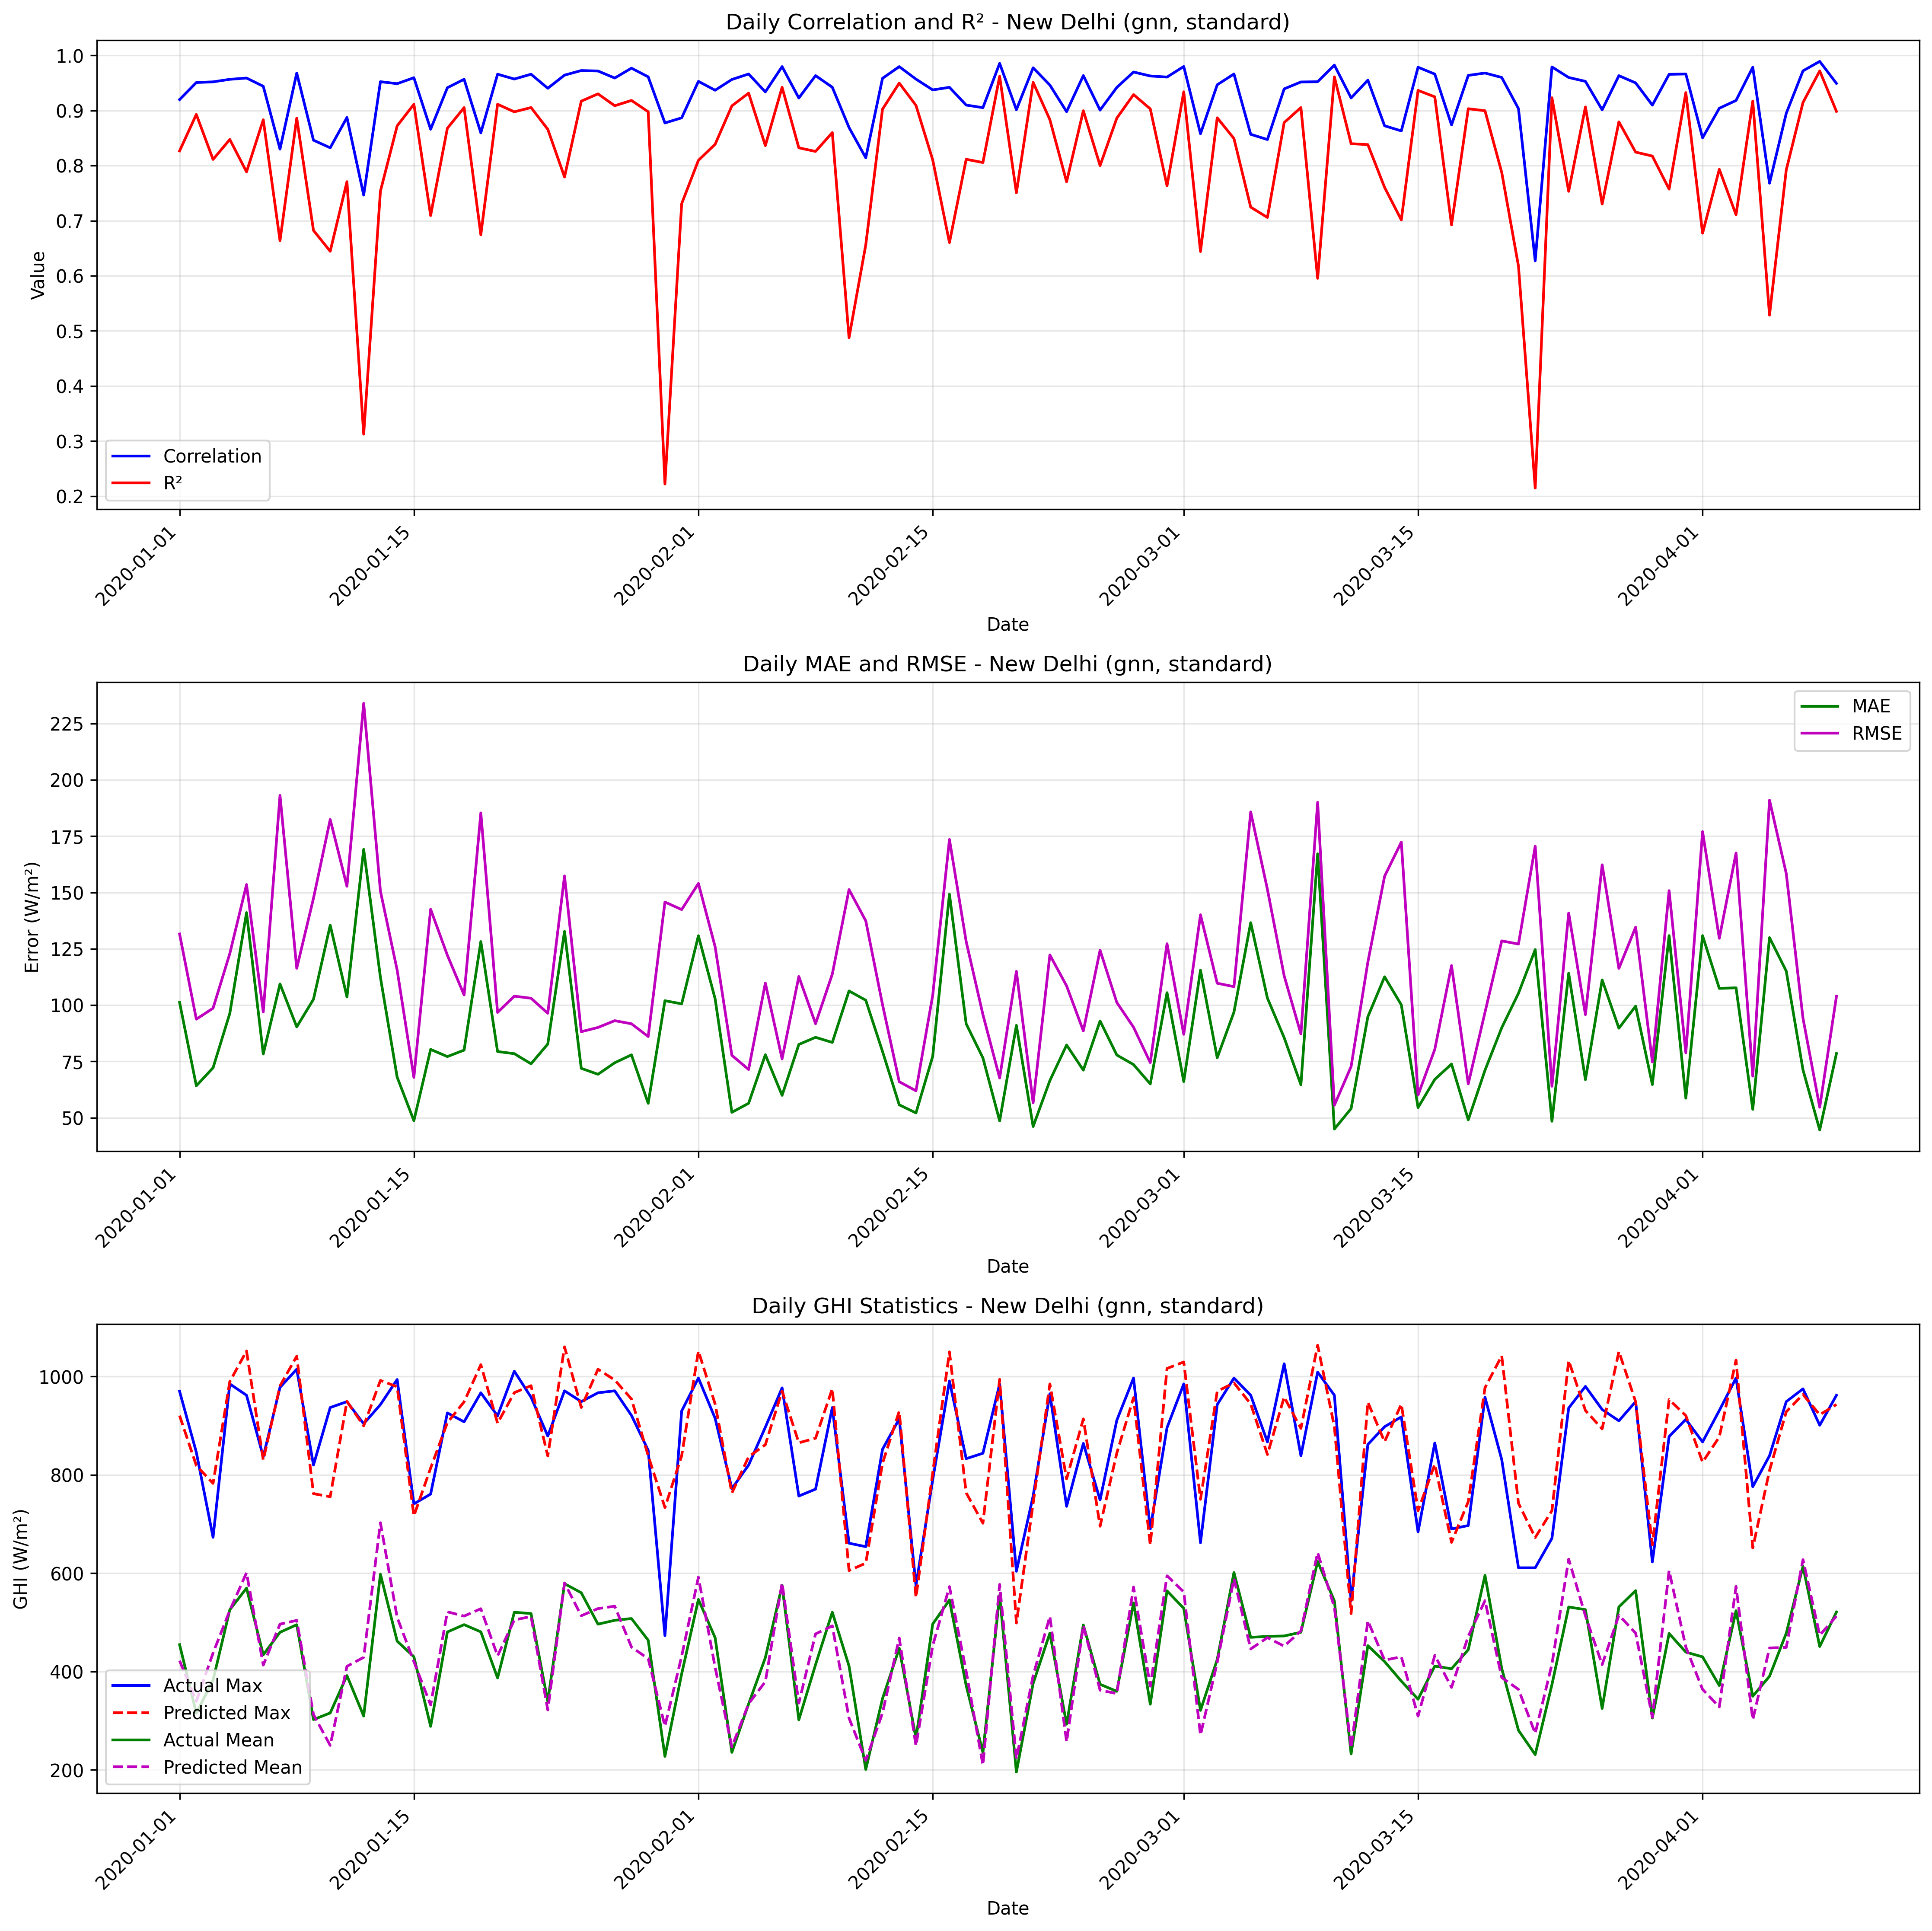 Daily Correlation and R² - New Delhi (gnn, standard)
1.0
0.9
0.8
0.7
0.6
0.5
0.4
0.3
0.2
Value
Correlation
R²
2020-01-01
2020-01-15
2020-02-01
2020-02-15
2020-03-01
2020-03-15
2020-04-01
Date
Daily MAE and RMSE - New Delhi (gnn, standard)
225
200
175
150
125
100
75
50
Error (W/m²)
MAE
RMSE
2020-01-01
2020-01-15
2020-02-01
2020-02-15
2020-03-01
2020-03-15
2020-04-01
Date
Daily GHI Statistics - New Delhi (gnn, standard)
1000
800
600
400
200
GHI (W/m²)
Actual Max
Predicted Max
Actual Mean
Predicted Mean
2020-01-01
2020-01-15
2020-02-01
2020-02-15
2020-03-01
2020-03-15
2020-04-01
Date